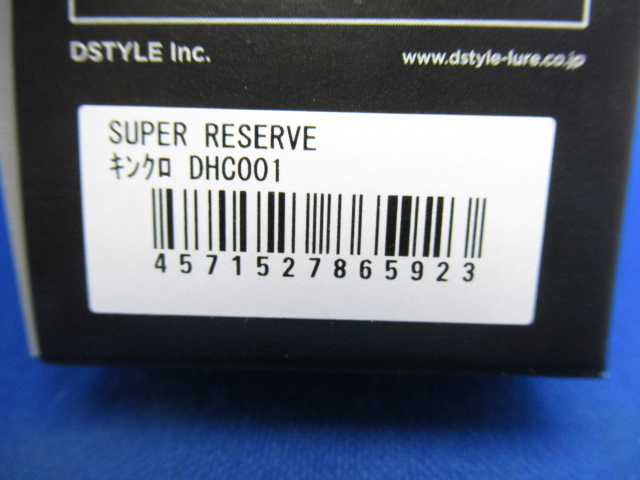 DSTYLE Inc.
www.dstyle-lure.co.jp
SUPER RESERVE
ｷﾝｸﾛ DHC001
4571527865923